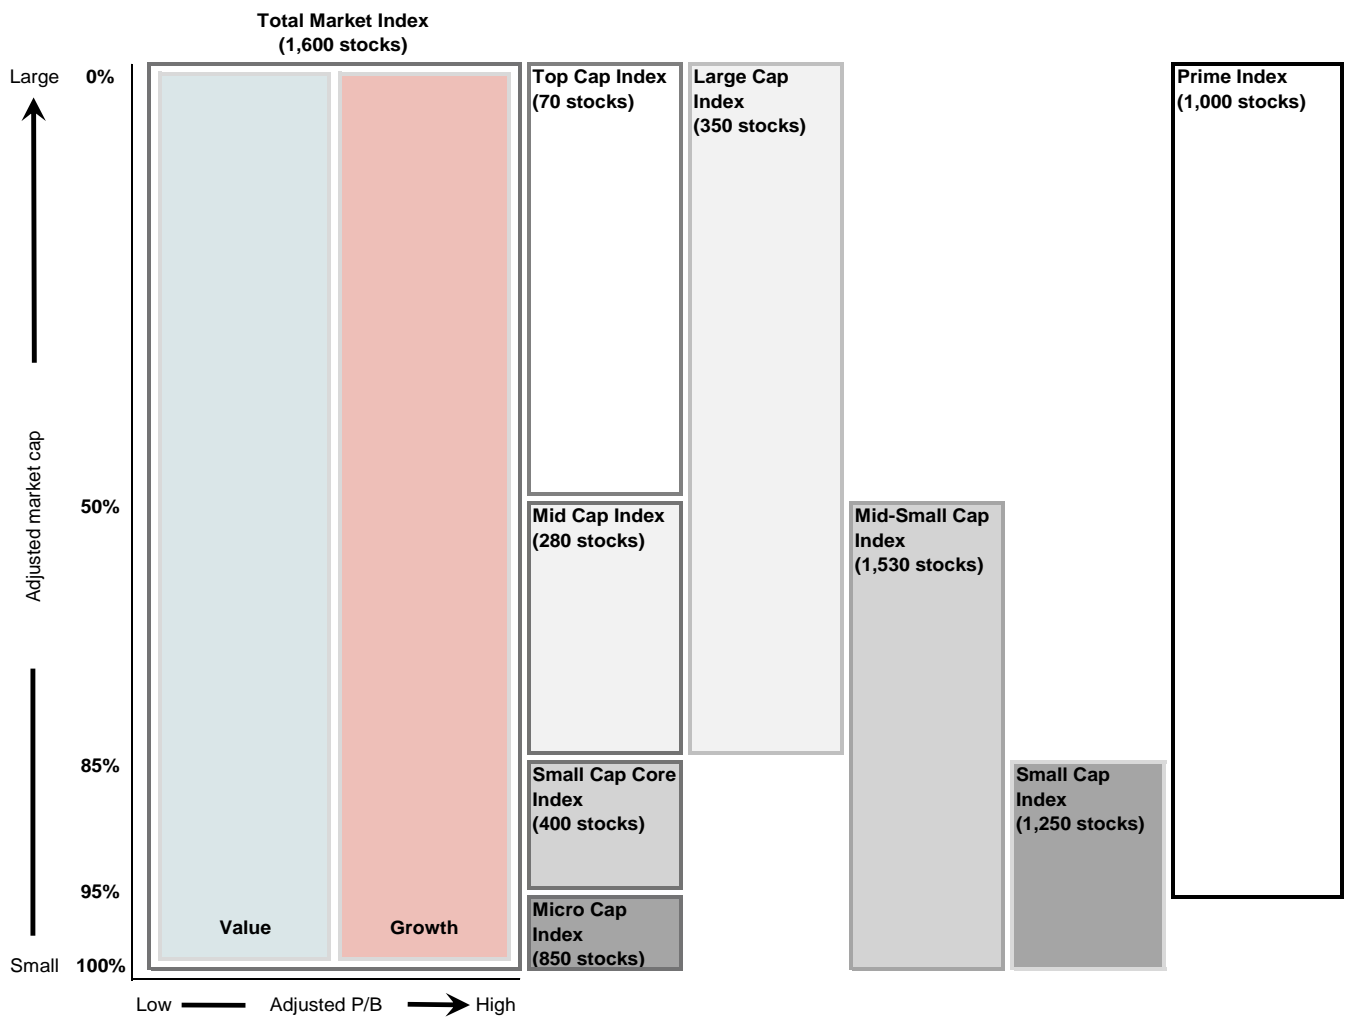 Total Market Index
(1,600 stocks)
Large
0%
Top Cap Index
(70 stocks)
Large Cap
Index
(350 stocks)
Prime Index
(1,000 stocks)
Adjusted market cap
50%
Mid Cap Index
(280 stocks)
Mid-Small Cap
Index
(1,530 stocks)
85%
Small Cap Core
Index
(400 stocks)
Small Cap
Index
(1,250 stocks)
95%
Micro Cap
Index
(850 stocks)
Value
Growth
Small
100%
Low
Adjusted P/B
High